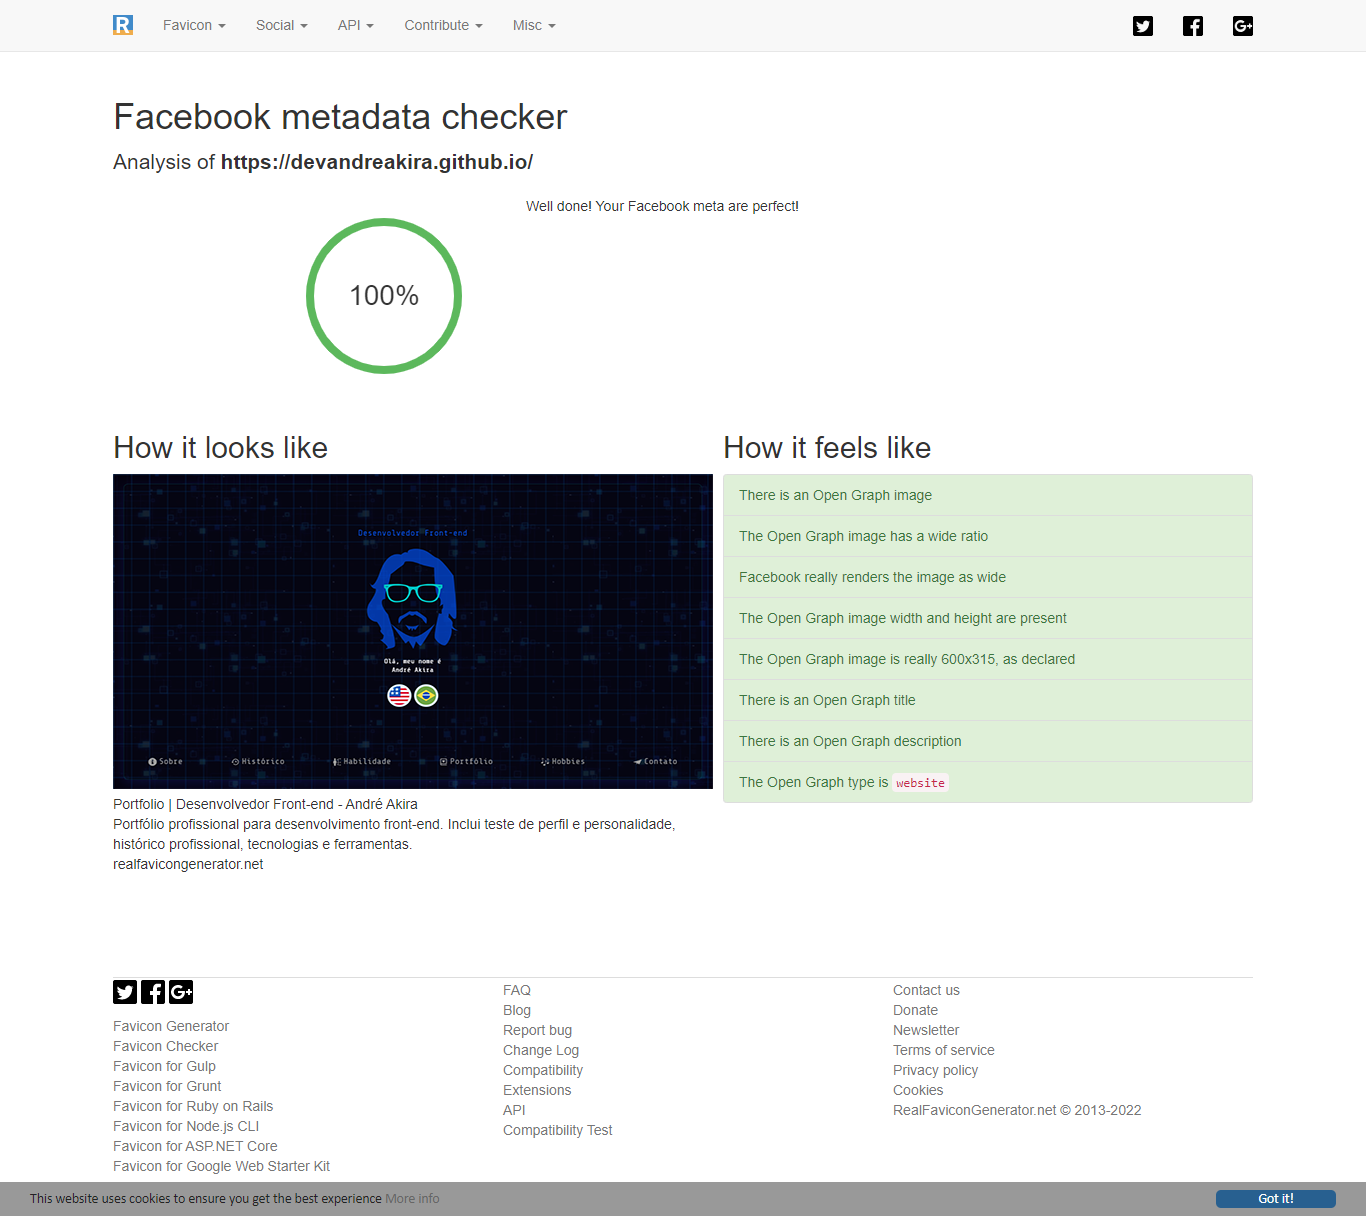 R Favicon Social API Contribute Misc
Facebook metadata checker
Analysis of https://devandreakira.github.io/
Well done! Your Facebook meta are perfect!
100%
How it looks like
Desenvolvedor Front-end
Olá, meu nome é
André Akira
Sobre Histórico Habilidade Portfólio Hobbies Contato
Portfolio | Desenvolvedor Front-end - André Akira
Portfólio profissional para desenvolvimento front-end. Inclui teste de perfil e personalidade,
histórico profissional, tecnologias e ferramentas.
realfavicongenerator.net
How it feels like
There is an Open Graph image
The Open Graph image has a wide ratio
Facebook really renders the image as wide
The Open Graph image width and height are present
The Open Graph image is really 600x315, as declared
There is an Open Graph title
There is an Open Graph description
The Open Graph type is website
Favicon Generator
Favicon Checker
Favicon for Gulp
Favicon for Grunt
Favicon for Ruby on Rails
Favicon for Node.js CLI
Favicon for ASP.NET Core
Favicon for Google Web Starter Kit
FAQ
Blog
Report bug
Change Log
Compatibility
Extensions
API
Compatibility Test
Contact us
Donate
Newsletter
Terms of service
Privacy policy
Cookies
RealFaviconGenerator.net © 2013-2022
This website uses cookies to ensure you get the best experience More info
Got it!